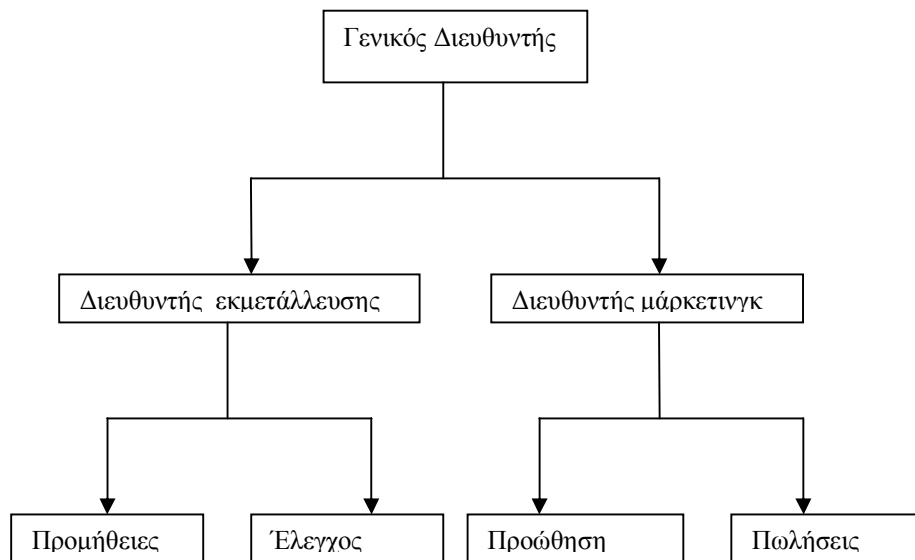 Γενικός Διευθυντής
Διευθυντής εκμετάλλευσης
Διευθυντής μάρκετινγκ
Προμήθειες
Έλεγχος
Προώθηση
Πωλήσεις